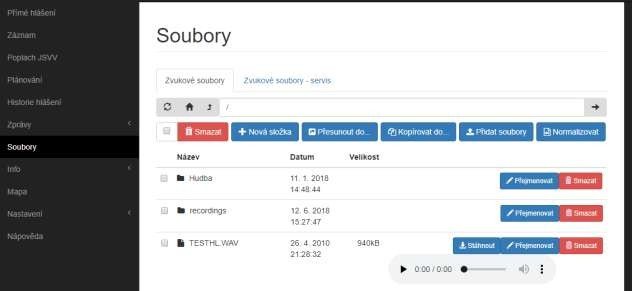 Přímé hlášení
Záznam
Poplach JSVV
Plánování
Historie hlášení
Zprávy
Soubory
Info
Mapa
Nastavení
Nápověda
Soubory
Zvukové soubory Zvukové soubory - servis
/
Smazat Nová složka Přesunout do... Kopírovat do... Přidat soubory Normalizovat
Název Datum Velikost
Hudba 11. 1. 2018 Přejmenovat Smazat
14:48:44
recordings 12. 6. 2018 Přejmenovat Smazat
15:27:47
TESTHL.WAV 26. 4. 2010 940kB Stáhnout Přejmenovat Smazat
21:28:32
0:00 / 0:00